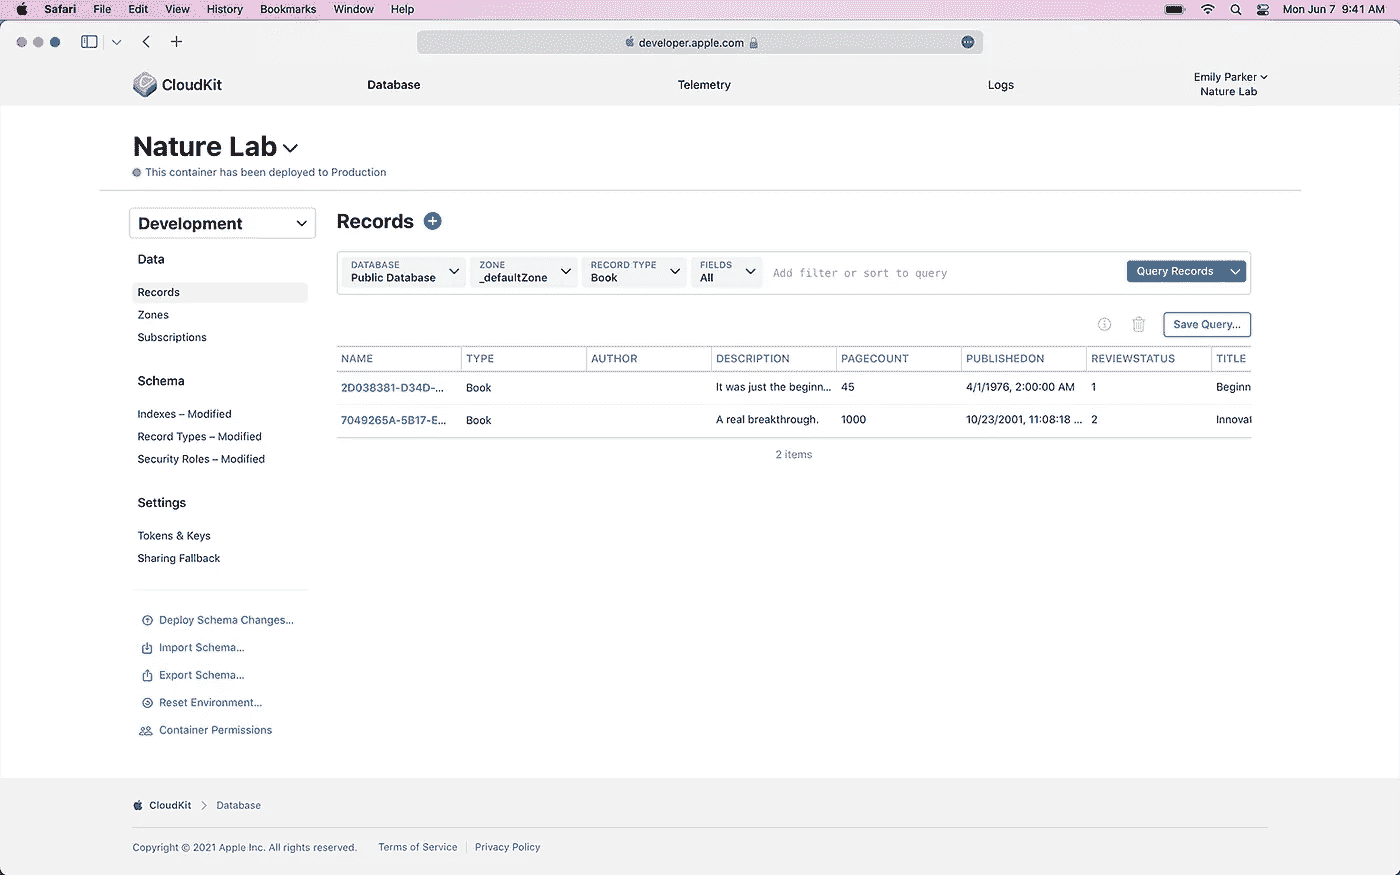 Safari File Edit View History Bookmarks Window Help Mon Jun 7 9:41 AM
developer.apple.com
CloudKit Database Telemetry Logs Emily Parker
Nature Lab
Nature Lab
This container has been deployed to Production
Development
Data
Records
Zones
Subscriptions
Schema
Indexes – Modified
Record Types – Modified
Security Roles – Modified
Settings
Tokens & Keys
Sharing Fallback
Deploy Schema Changes...
Import Schema...
Export Schema...
Reset Environment...
Container Permissions
Records
DATABASE ZONE RECORD TYPE FIELDS
Public Database _defaultZone Book All Add filter or sort to query Query Records
Save Query...
NAME TYPE AUTHOR DESCRIPTION PAGECOUNT PUBLISHEDON REVIEWSTATUS TITLE
2D038381-D34D-... Book It was just the beginn... 45 4/1/1976, 2:00:00 AM 1 Beginn
7049265A-5B17-E... Book A real breakthrough. 1000 10/23/2001, 11:08:18 ... 2 Innovat
2 items
CloudKit Database
Copyright © 2021 Apple Inc. All rights reserved. Terms of Service Privacy Policy